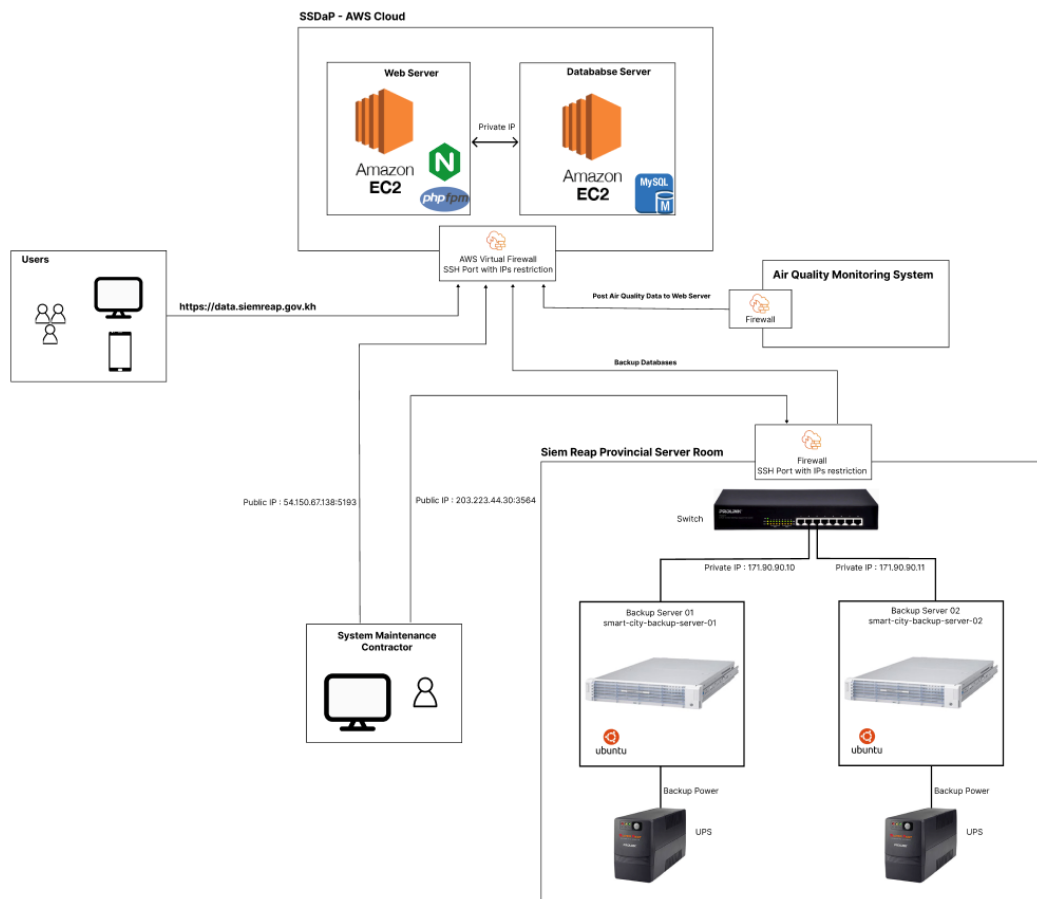 SSDaP - AWS Cloud
Web Server
Amazon
EC2
N
php fpm
Private IP
Datababse Server
Amazon
EC2
MySQL
M
AWS Virtual Firewall
SSH Port with IPs restriction
Users
https://data.siemreap.gov.kh
Air Quality Monitoring System
Post Air Quality Data to Web Server
Firewall
Backup Databases
Siem Reap Provincial Server Room
Firewall
SSH Port with IPs restriction
Public IP : 54.150.67.138:5193
Public IP : 203.223.44.30:3564
PROLINK
Switch
Private IP : 171.90.90.10
Private IP : 171.90.90.11
Backup Server 01
smart-city-backup-server-01
ubuntu
Backup Server 02
smart-city-backup-server-02
ubuntu
System Maintenance
Contractor
Backup Power
UPS
Backup Power
UPS